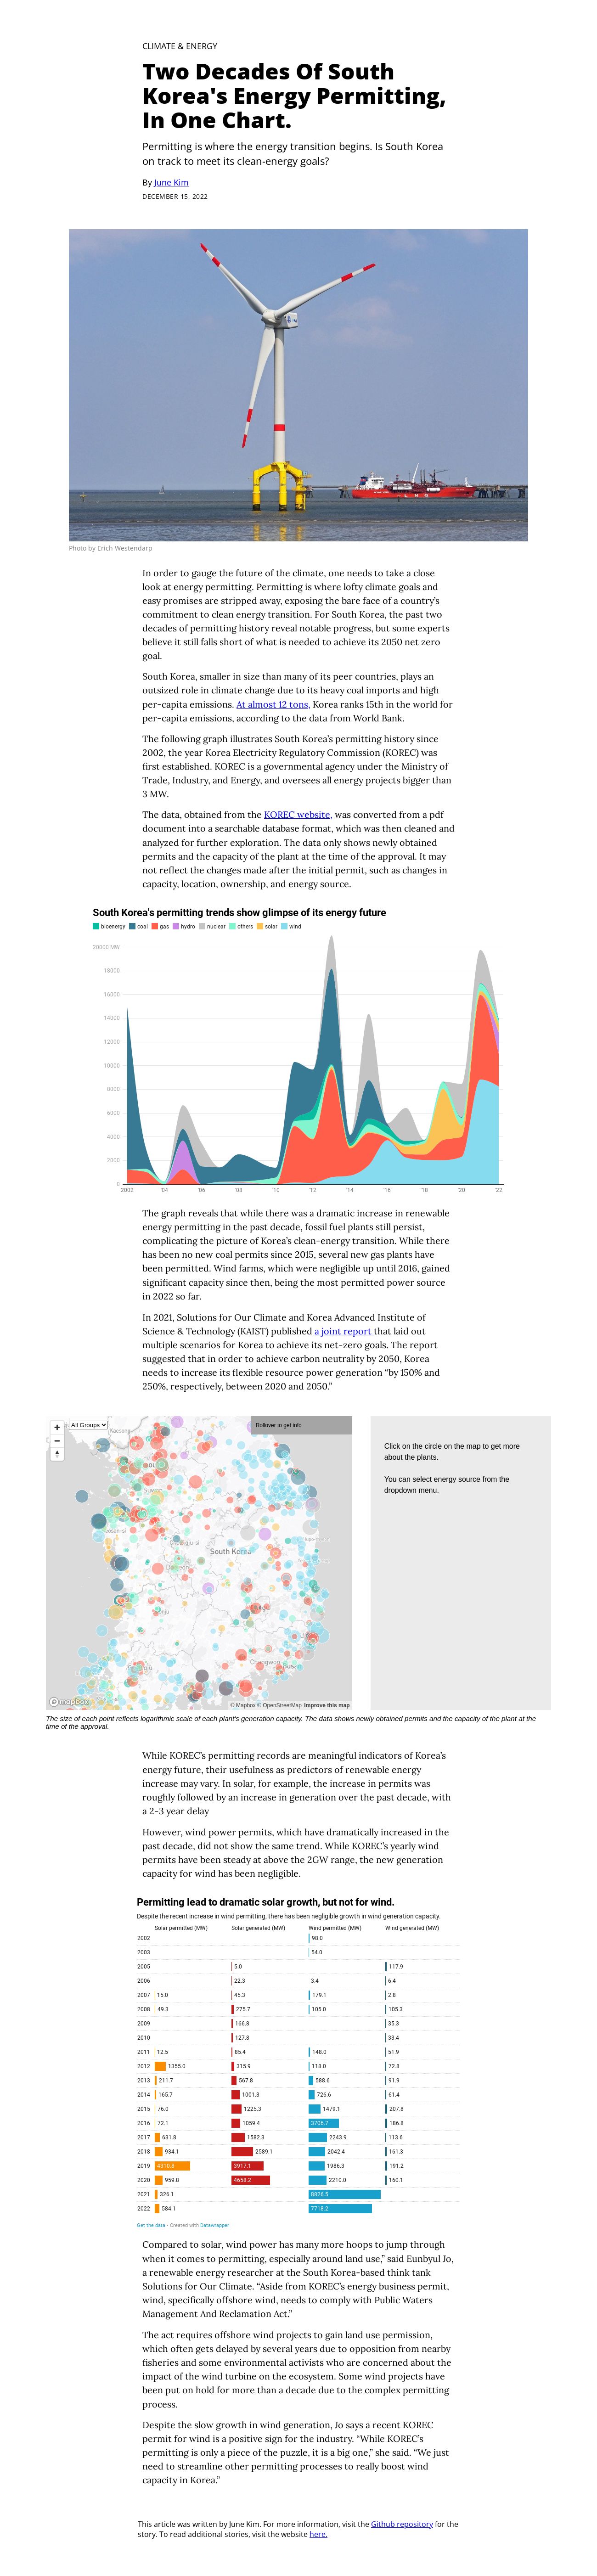 CLIMATE & ENERGY
Two Decades Of South
Korea's Energy Permitting,
In One Chart.
Permitting is where the energy transition begins. Is South Korea
on track to meet its clean-energy goals?
By June Kim
DECEMBER 15, 2022
Photo by Erich Westendarp
In order to gauge the future of the climate, one needs to take a close
look at energy permitting. Permitting is where lofty climate goals and
easy promises are stripped away, exposing the bare face of a country’s
commitment to clean energy transition. For South Korea, the past two
decades of permitting history reveal notable progress, but some experts
believe it still falls short of what is needed to achieve its 2050 net zero
goal.
South Korea, smaller in size than many of its peer countries, plays an
outsized role in climate change due to its heavy coal imports and high
per-capita emissions. At almost 12 tons, Korea ranks 15th in the world for
per-capita emissions, according to the data from World Bank.
The following graph illustrates South Korea’s permitting history since
2002, the year Korea Electricity Regulatory Commission (KOREC) was
first established. KOREC is a governmental agency under the Ministry of
Trade, Industry, and Energy, and oversees all energy projects bigger than
3 MW.
The data, obtained from the KOREC website, was converted from a pdf
document into a searchable database format, which was then cleaned and
analyzed for further exploration. The data only shows newly obtained
permits and the capacity of the plant at the time of the approval. It may
not reflect the changes made after the initial permit, such as changes in
capacity, location, ownership, and energy source.
South Korea's permitting trends show glimpse of its energy future
bioenergy coal gas hydro nuclear others solar wind
20000 MW
18000
16000
14000
12000
10000
8000
6000
4000
2000
0
2002 '04 '06 '08 '10 '12 '14 '16 '18 '20 '22
The graph reveals that while there was a dramatic increase in renewable
energy permitting in the past decade, fossil fuel plants still persist,
complicating the picture of Korea’s clean-energy transition. While there
has been no new coal permits since 2015, several new gas plants have
been permitted. Wind farms, which were negligible up until 2016, gained
significant capacity since then, being the most permitted power source
in 2022 so far.
In 2021, Solutions for Our Climate and Korea Advanced Institute of
Science & Technology (KAIST) published a joint report that laid out
multiple scenarios for Korea to achieve its net-zero goals. The report
suggested that in order to achieve carbon neutrality by 2050, Korea
needs to increase its flexible resource power generation “by 150% and
250%, respectively, between 2020 and 2050.”
All Groups
Rollover to get info
South Korea
mapbox
© Mapbox © OpenStreetMap Improve this map
Click on the circle on the map to get more
about the plants.
You can select energy source from the
dropdown menu.
The size of each point reflects logarithmic scale of each plant's generation capacity. The data shows newly obtained permits and the capacity of the plant at the
time of the approval.
While KOREC’s permitting records are meaningful indicators of Korea’s
energy future, their usefulness as predictors of renewable energy
increase may vary. In solar, for example, the increase in permits was
roughly followed by an increase in generation over the past decade, with
a 2-3 year delay
However, wind power permits, which have dramatically increased in the
past decade, did not show the same trend. While KOREC’s yearly wind
permits have been steady at above the 2GW range, the new generation
capacity for wind has been negligible.
Permitting lead to dramatic solar growth, but not for wind.
Despite the recent increase in wind permitting, there has been negligible growth in wind generation capacity.
Solar permitted (MW) Solar generated (MW) Wind permitted (MW) Wind generated (MW)
2002 98.0
2003 54.0
2005 5.0 117.9
2006 22.3 3.4 6.4
2007 15.0 45.3 179.1 2.8
2008 49.3 275.7 105.0 105.3
2009 166.8 35.3
2010 127.8 33.4
2011 12.5 85.4 148.0 51.9
2012 1355.0 315.9 118.0 72.8
2013 211.7 567.8 588.6 91.9
2014 165.7 1001.3 726.6 61.4
2015 76.0 1225.3 1479.1 207.8
2016 72.1 1059.4 3706.7 186.8
2017 631.8 1582.3 2243.9 113.6
2018 934.1 2589.1 2042.4 161.3
2019 4310.8 3917.1 1986.3 191.2
2020 959.8 4658.2 2210.0 160.1
2021 326.1 8826.5
2022 584.1 7718.2
Get the data • Created with Datawrapper
Compared to solar, wind power has many more hoops to jump through
when it comes to permitting, especially around land use,” said Eunbyul Jo,
a renewable energy researcher at the South Korea-based think tank
Solutions for Our Climate. “Aside from KOREC’s energy business permit,
wind, specifically offshore wind, needs to comply with Public Waters
Management And Reclamation Act.”
The act requires offshore wind projects to gain land use permission,
which often gets delayed by several years due to opposition from nearby
fisheries and some environmental activists who are concerned about the
impact of the wind turbine on the ecosystem. Some wind projects have
been put on hold for more than a decade due to the complex permitting
process.
Despite the slow growth in wind generation, Jo says a recent KOREC
permit for wind is a positive sign for the industry. “While KOREC’s
permitting is only a piece of the puzzle, it is a big one,” she said. “We just
need to streamline other permitting processes to really boost wind
capacity in Korea.”
This article was written by June Kim. For more information, visit the Github repository for the
story. To read additional stories, visit the website here.